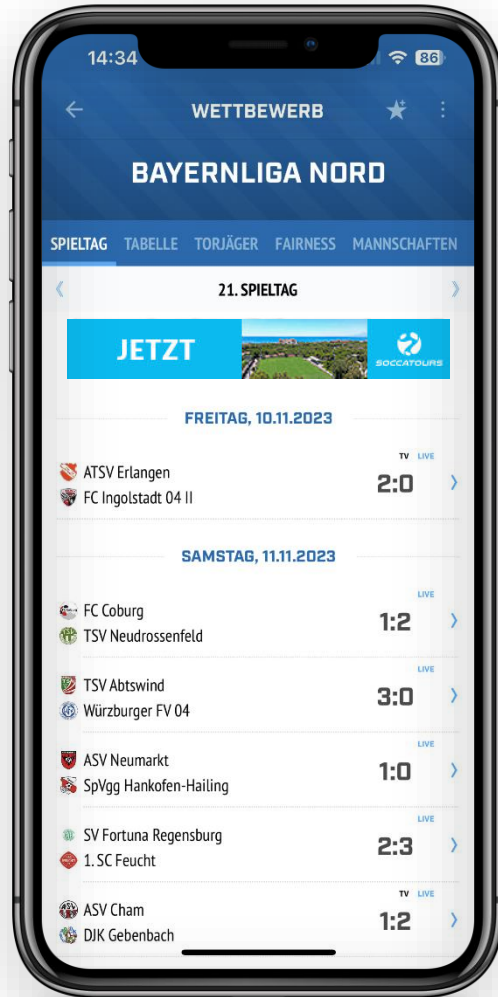 14:34
86
WETTBEWERB
BAYERNLIGA NORD
SPIELTAG TABELLE TORJÄGER FAIRNESS MANNSCHAFTEN
21. SPIELTAG
JETZT
SOCCATOURS
FREITAG, 10.11.2023
TV LIVE
ATSV Erlangen
2:0
FC Ingolstadt 04 II
SAMSTAG, 11.11.2023
LIVE
FC Coburg
1:2
TSV Neudrossenfeld
LIVE
TSV Abtswind
3:0
Würzburger FV 04
LIVE
ASV Neumarkt
1:0
SpVgg Hankofen-Hailing
LIVE
SV Fortuna Regensburg
2:3
1. SC Feucht
TV LIVE
ASV Cham
1:2
DJK Gebenbach